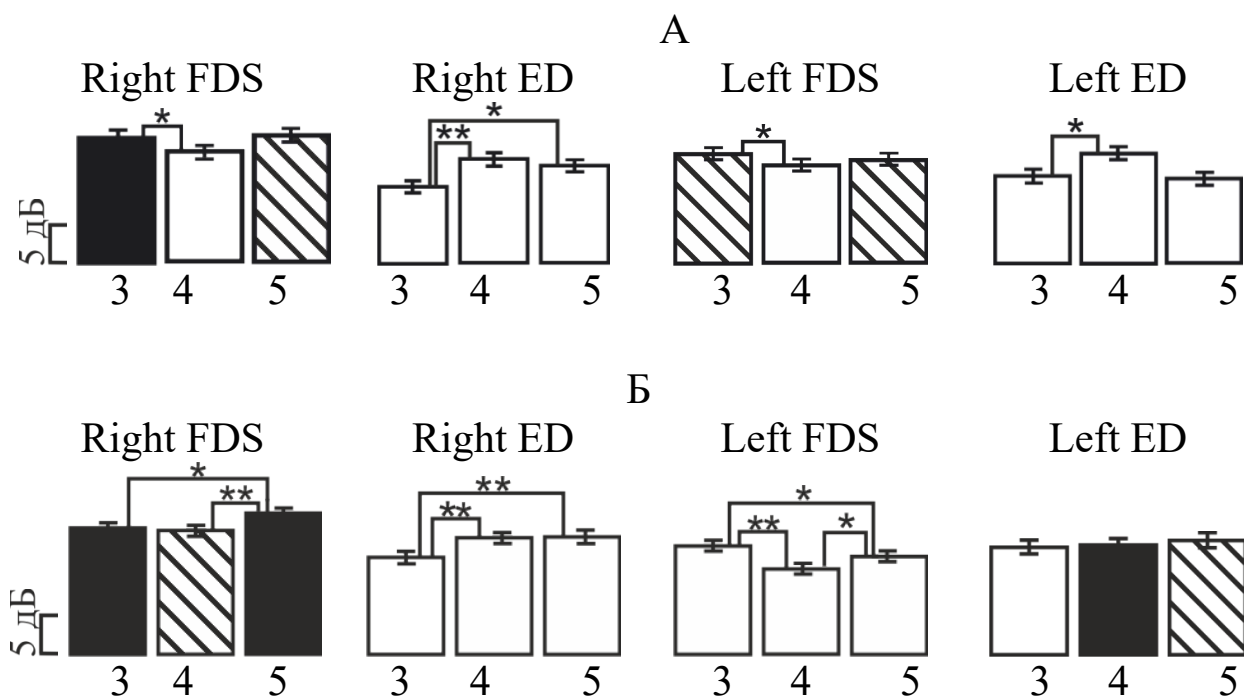 А
Right FDS Right ED Left FDS Left ED
* ** * * *
5 дБ
3 4 5 3 4 5 3 4 5 3 4 5
Б
Right FDS Right ED Left FDS Left ED
* ** ** ** * ** *
5 дБ
3 4 5 3 4 5 3 4 5 3 4 5